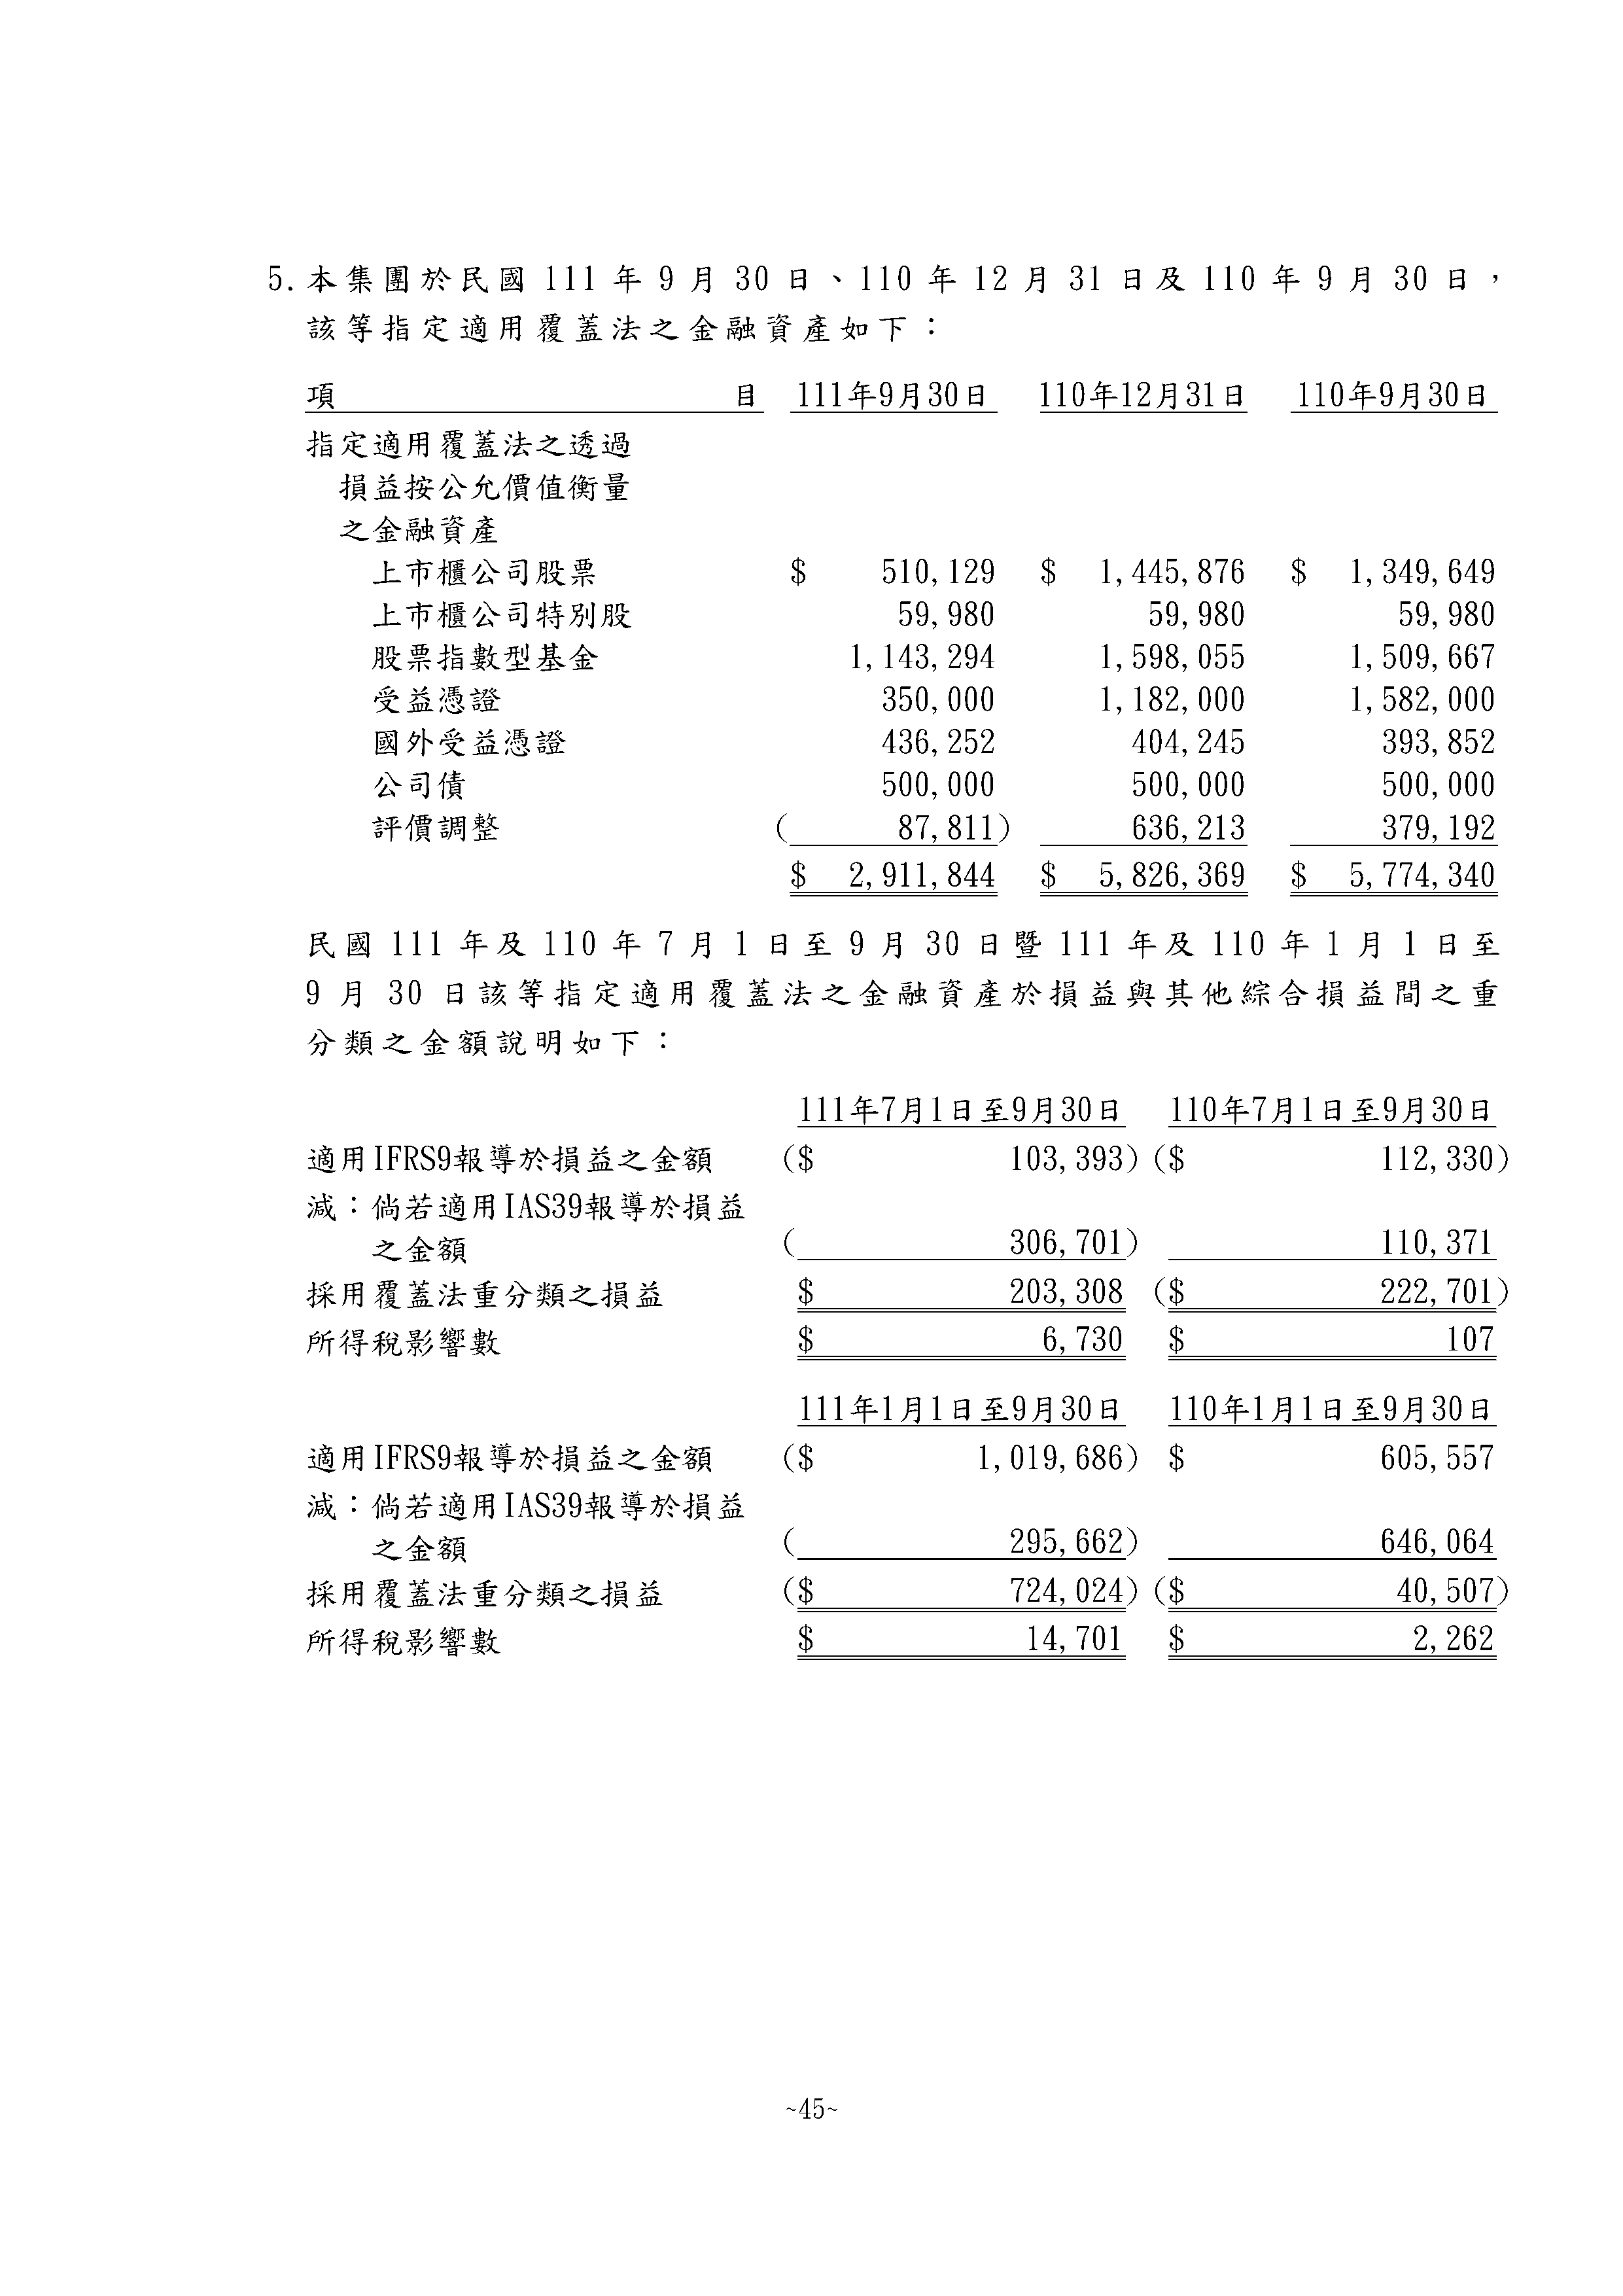 5.本集團於民國 111 年 9 月 30 日、110 年 12 月 31 日及 110 年 9 月 30 日，
該等指定適用覆蓋法之金融資產如下：
項 目 111年9月30日 110年12月31日 110年9月30日
指定適用覆蓋法之透過
損益按公允價值衡量
之金融資產
上市櫃公司股票 $ 510,129 $ 1,445,876 $ 1,349,649
上市櫃公司特別股 59,980 59,980 59,980
股票指數型基金 1,143,294 1,598,055 1,509,667
受益憑證 350,000 1,182,000 1,582,000
國外受益憑證 436,252 404,245 393,852
公司債 500,000 500,000 500,000
評價調整 ( 87,811) 636,213 379,192
$ 2,911,844 $ 5,826,369 $ 5,774,340
民國 111 年及 110 年 7 月 1 日至 9 月 30 日暨 111 年及 110 年 1 月 1 日至
9 月 30 日該等指定適用覆蓋法之金融資產於損益與其他綜合損益間之重
分類之金額說明如下：
111年7月1日至9月30日 110年7月1日至9月30日
適用IFRS9報導於損益之金額 ($ 103,393) ($ 112,330)
減：倘若適用IAS39報導於損益
之金額 ( 306,701) 110,371
採用覆蓋法重分類之損益 $ 203,308 ($ 222,701)
所得稅影響數 $ 6,730 $ 107
111年1月1日至9月30日 110年1月1日至9月30日
適用IFRS9報導於損益之金額 ($ 1,019,686) $ 605,557
減：倘若適用IAS39報導於損益
之金額 ( 295,662) 646,064
採用覆蓋法重分類之損益 ($ 724,024) ($ 40,507)
所得稅影響數 $ 14,701 $ 2,262
~45~